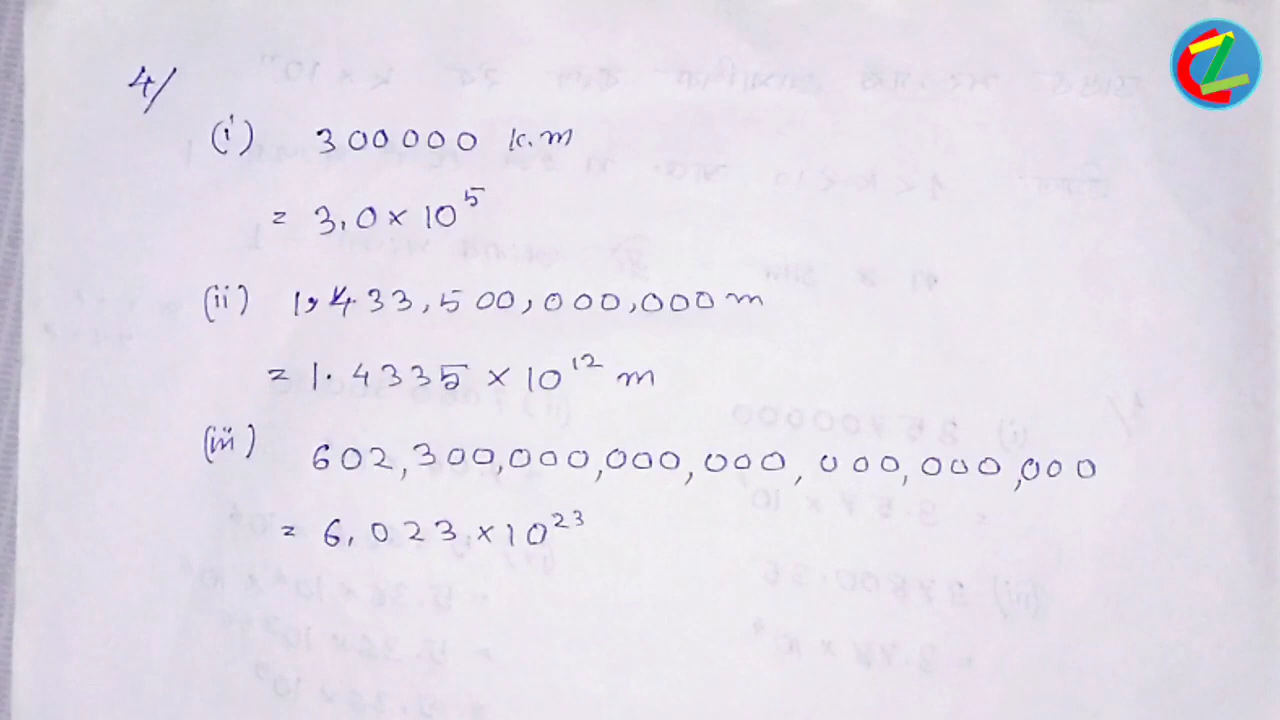 4/
(i) 300000 k.m
= 3.0 × 10⁵
(ii) 1,433,500,000,000 m
= 1.4335 × 10¹² m
(iii) 602,300,000,000,000,000,000,000
= 6.023 × 10²³